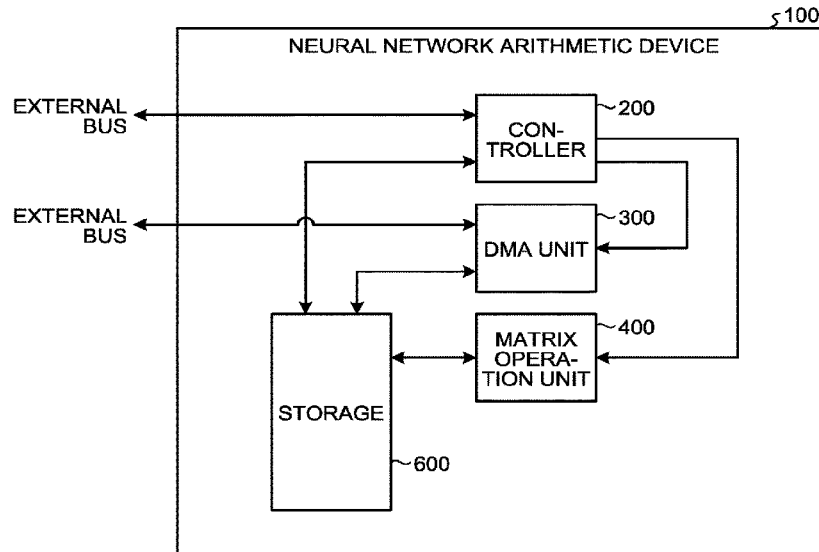 100
NEURAL NETWORK ARITHMETIC DEVICE
EXTERNAL
BUS
200
CON-
TROLLER
EXTERNAL
BUS
300
DMA UNIT
400
MATRIX
OPERA-
TION UNIT
STORAGE
600